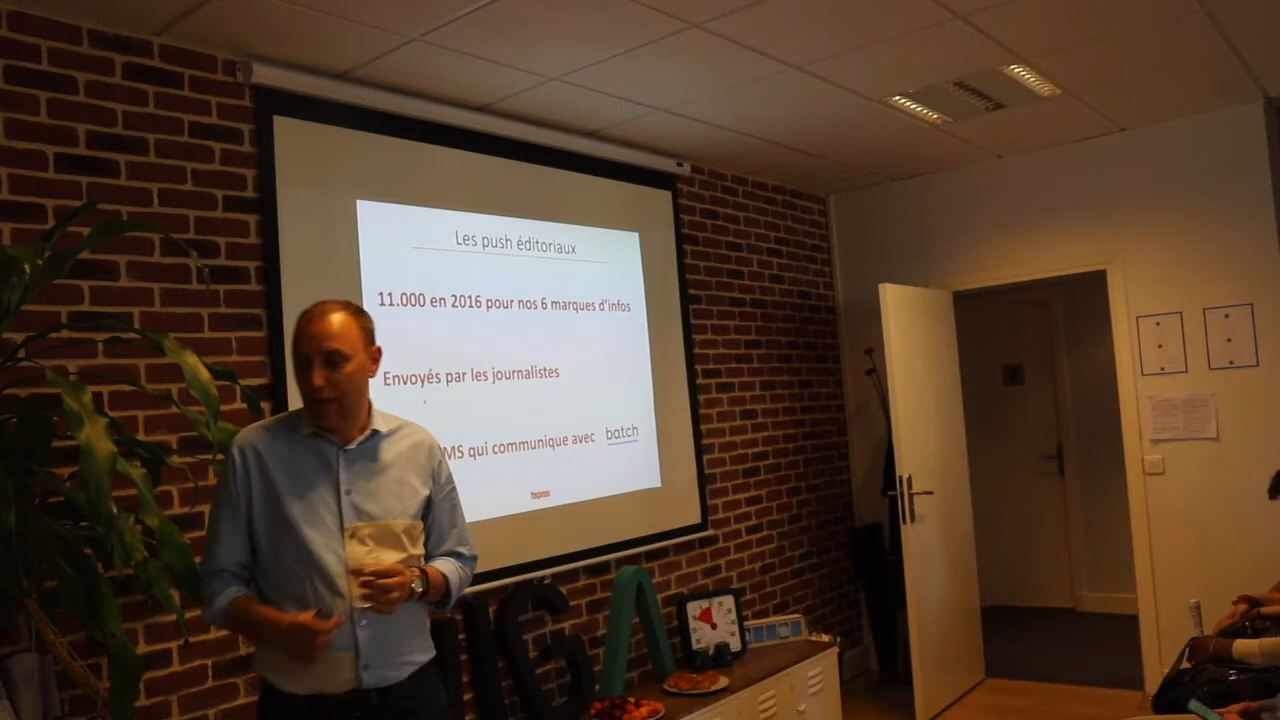 Les push éditoriaux
11.000 en 2016 pour nos 6 marques d'infos
Envoyés par les journalistes
MS qui communique avec batch
l'express